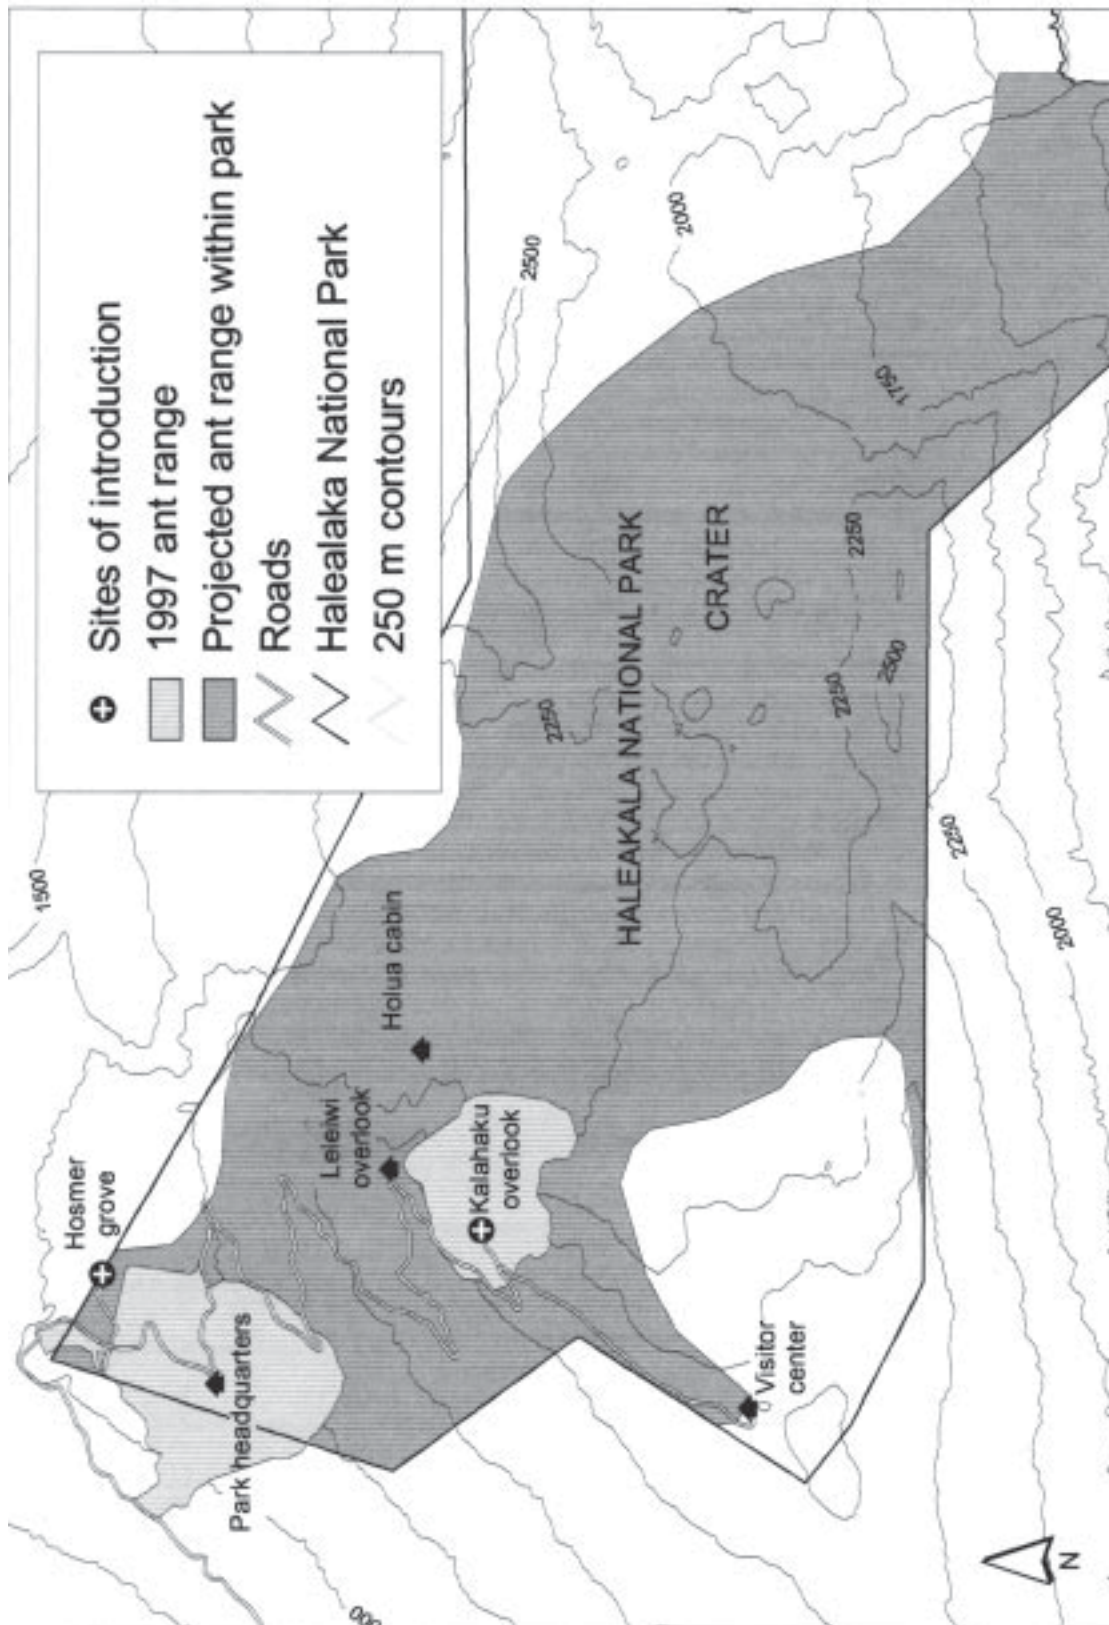 Sites of introduction
1997 ant range
Projected ant range within park
Roads
Halealaka National Park
250 m contours
1500
Hosmer
grove
Park headquarters
Leleiwi
overlook
Holua cabin
Kalahaku
overlook
Visitor
center
HALEAKALA NATIONAL PARK
CRATER
2500
2000
1750
2250
2250
2250
2500
2250
2000
N